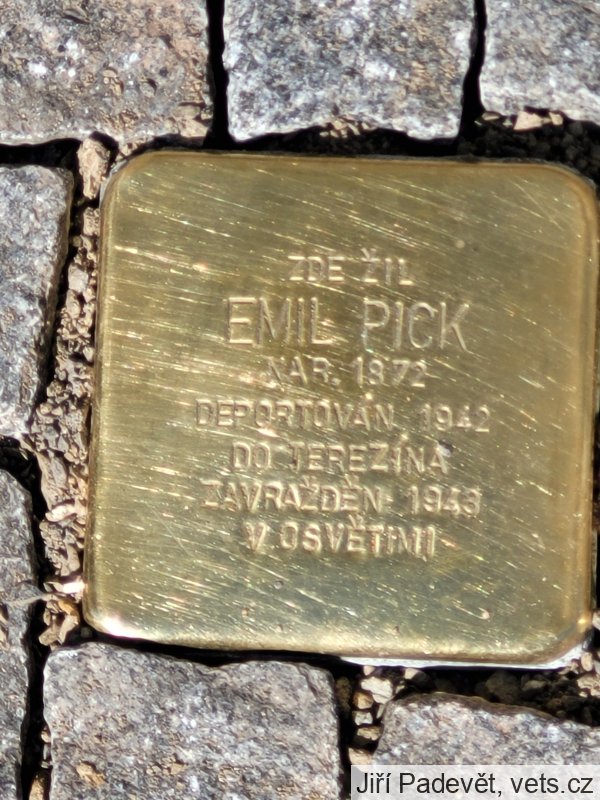 ZDE ŽIL
EMIL PICK
NAR. 1872
DEPORTOVÁN 1942
DO TEREZÍNA
ZAVRAŽDĚN 1943
V OSVĚTIMI
Jiří Padevět, vets.cz